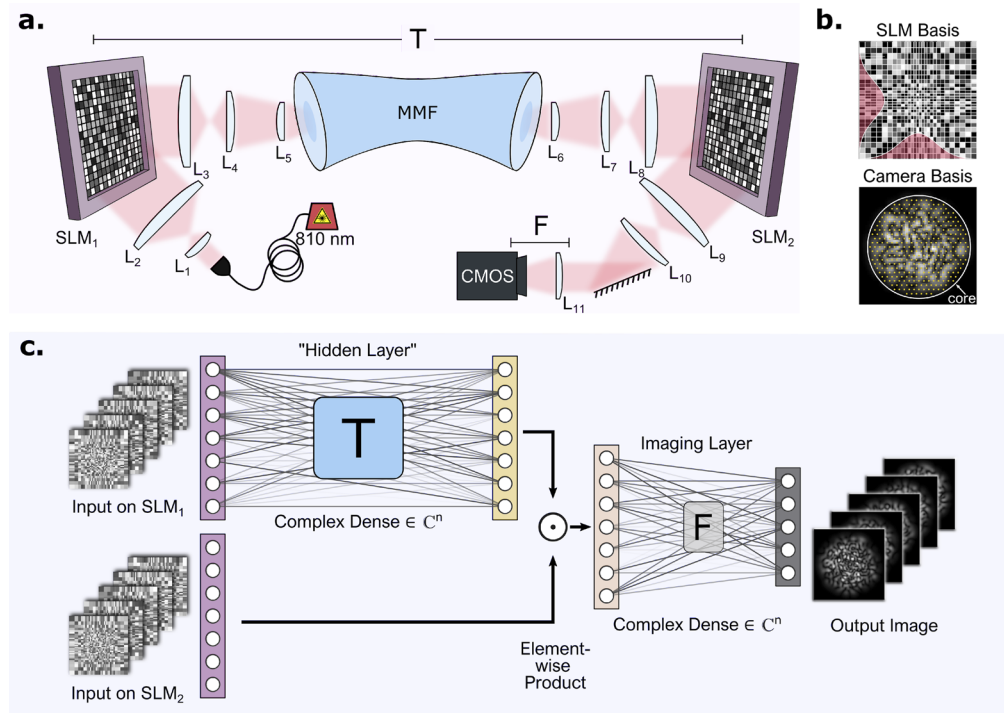 a.
T
MMF
L₃
L₄
L₅
L₆
L₇
L₈
SLM₁
L₂
L₁
810 nm
F
CMOS
L₁₁
L₁₀
L₉
SLM₂
b.
SLM Basis
Camera Basis
core
c.
"Hidden Layer"
T
Input on SLM₁
Complex Dense ∈ ℂⁿ
Imaging Layer
F
Complex Dense ∈ ℂⁿ
Output Image
Input on SLM₂
Element-
wise
Product